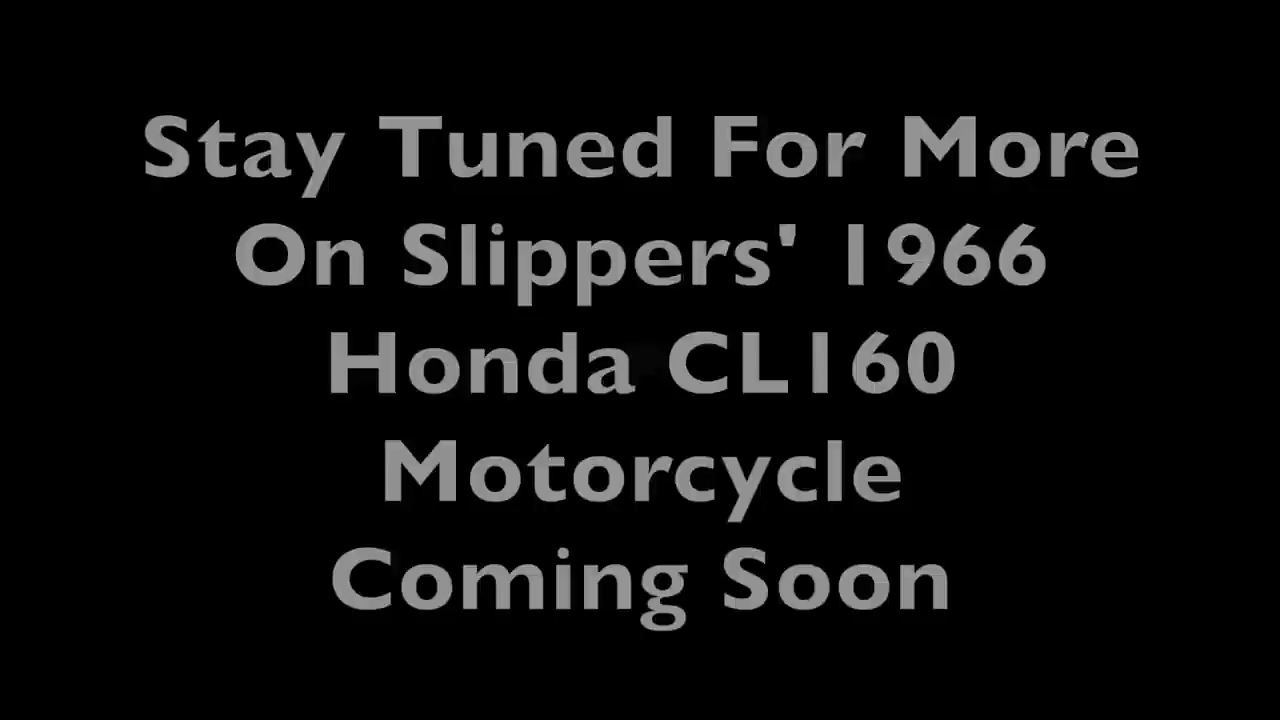 Stay Tuned For More
On Slippers' 1966
Honda CL160
Motorcycle
Coming Soon